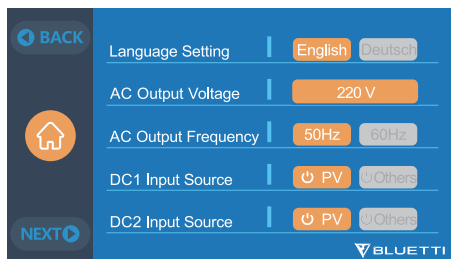 BACK
Language Setting English Deutsch
AC Output Voltage 220 V
AC Output Frequency 50Hz 60Hz
DC1 Input Source PV Others
DC2 Input Source PV Others
NEXT
BLUETTI